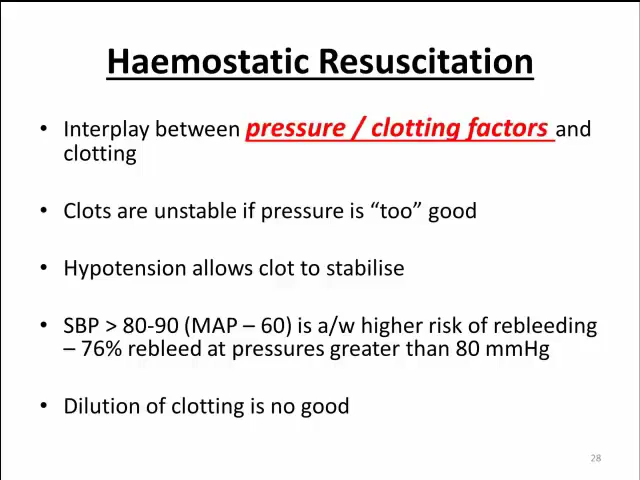 Haemostatic Resuscitation
• Interplay between pressure / clotting factors and
clotting
• Clots are unstable if pressure is “too” good
• Hypotension allows clot to stabilise
• SBP > 80-90 (MAP – 60) is a/w higher risk of rebleeding
– 76% rebleed at pressures greater than 80 mmHg
• Dilution of clotting is no good
28